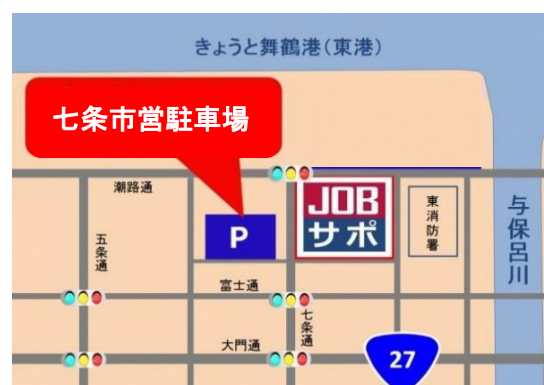 きょうと舞鶴港（東港）
七条市営駐車場
潮路通
JOB
サポ
東消防署
与保呂川
五条通
P
富士通
七条通
大門通
27